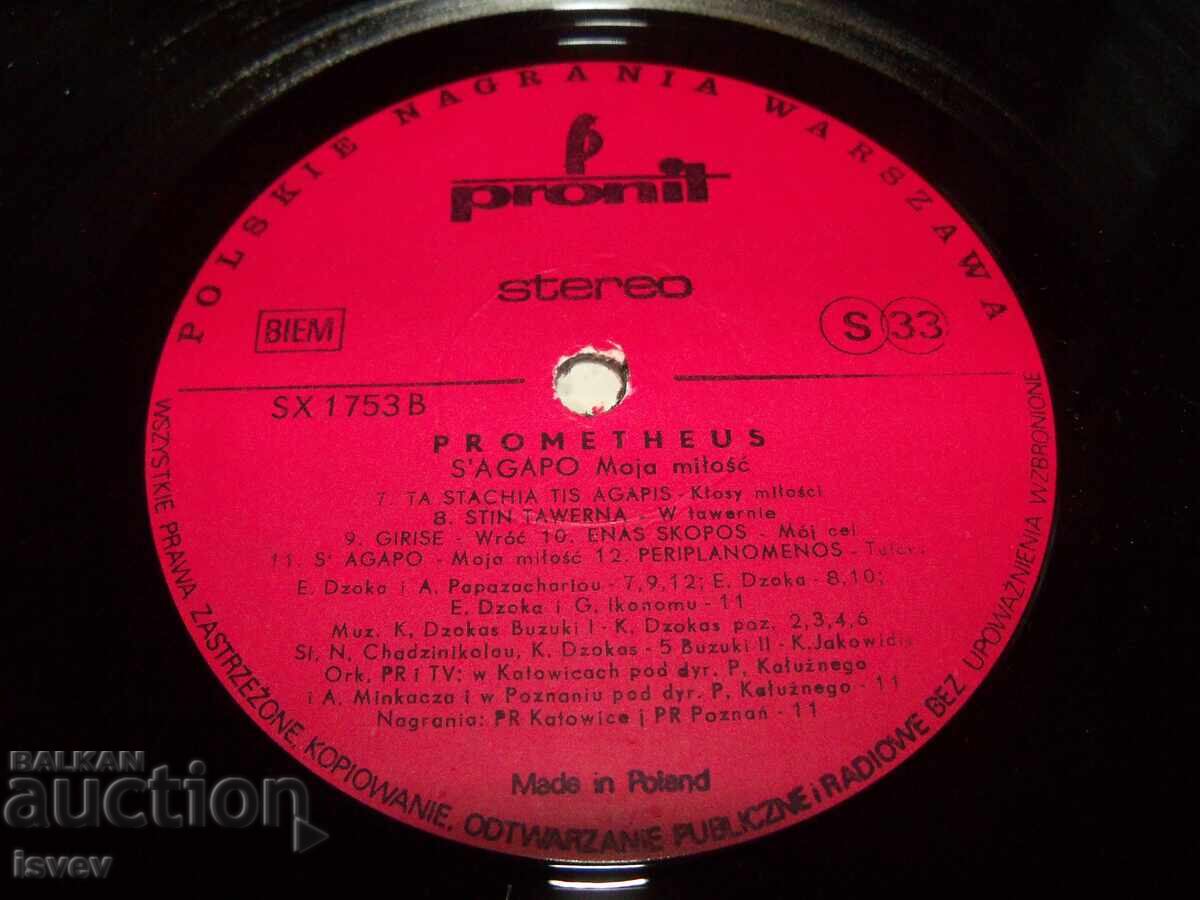 POLSKIE NAGRANIA WARSZAWA
pronit
stereo
BIEM
S 33
SX 1753 B
PROMETHEUS
S'AGAPO Moja miłość
7. TA STACHIA TIS AGAPIS - Kłosy miłości
8. STIN TAWERNA - W tawernie
9. GIRISE - Wróć 10. ENAS SKOPOS - Mój cel
11. S' AGAPO - Moja miłość 12. PERIPLANOMENOS -
E. Dzoka i A. Papazachariou - 7,9,12; E. Dzoka - 8,10;
E. Dzoka i G. Ikonomu - 11
Muz. K. Dzokas Buzuki I - K. Dzokas poz. 2,3,4,6
Sł. N. Chadzinikolau, K. Dzokas - 5 Buzuki II - K. Jakowidis
Ork. PR i TV: w Katowicach pod dyr. P. Kałużnego
i A. Minkacza i w Poznaniu pod dyr. P. Kałużnego - 11
Nagrania: PR Katowice i PR Poznań - 11
Made in Poland
WSZYSTKIE PRAWA ZASTRZEŻONE. KOPIOWANIE, ODTWARZANIE PUBLICZNE i RADIOWE BEZ UPOWAŻNIENIA WZBRONIONE
BALKAN
auction
isvev